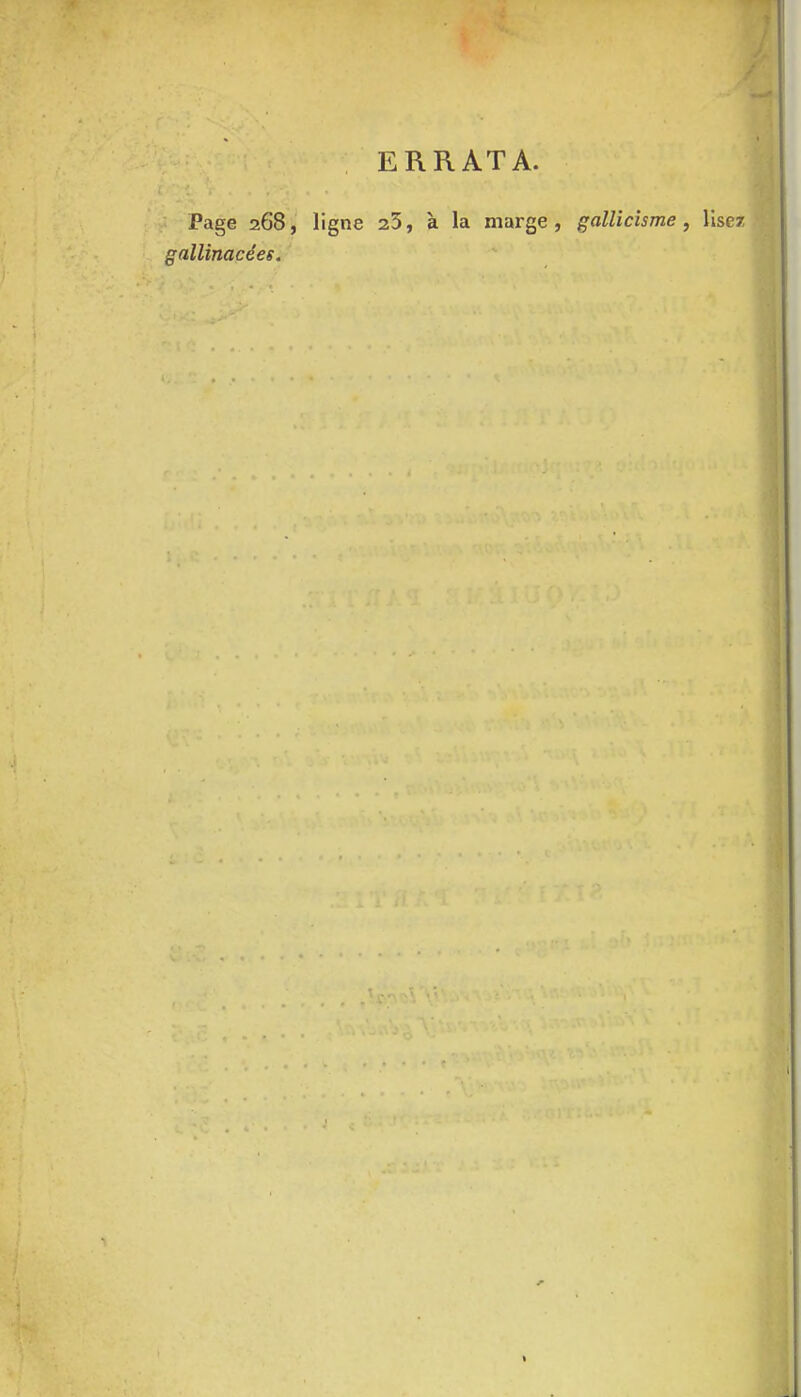 ERRATA.
Page 268, ligne 23, à la marge, gallicisme, lisez
gallinacées.